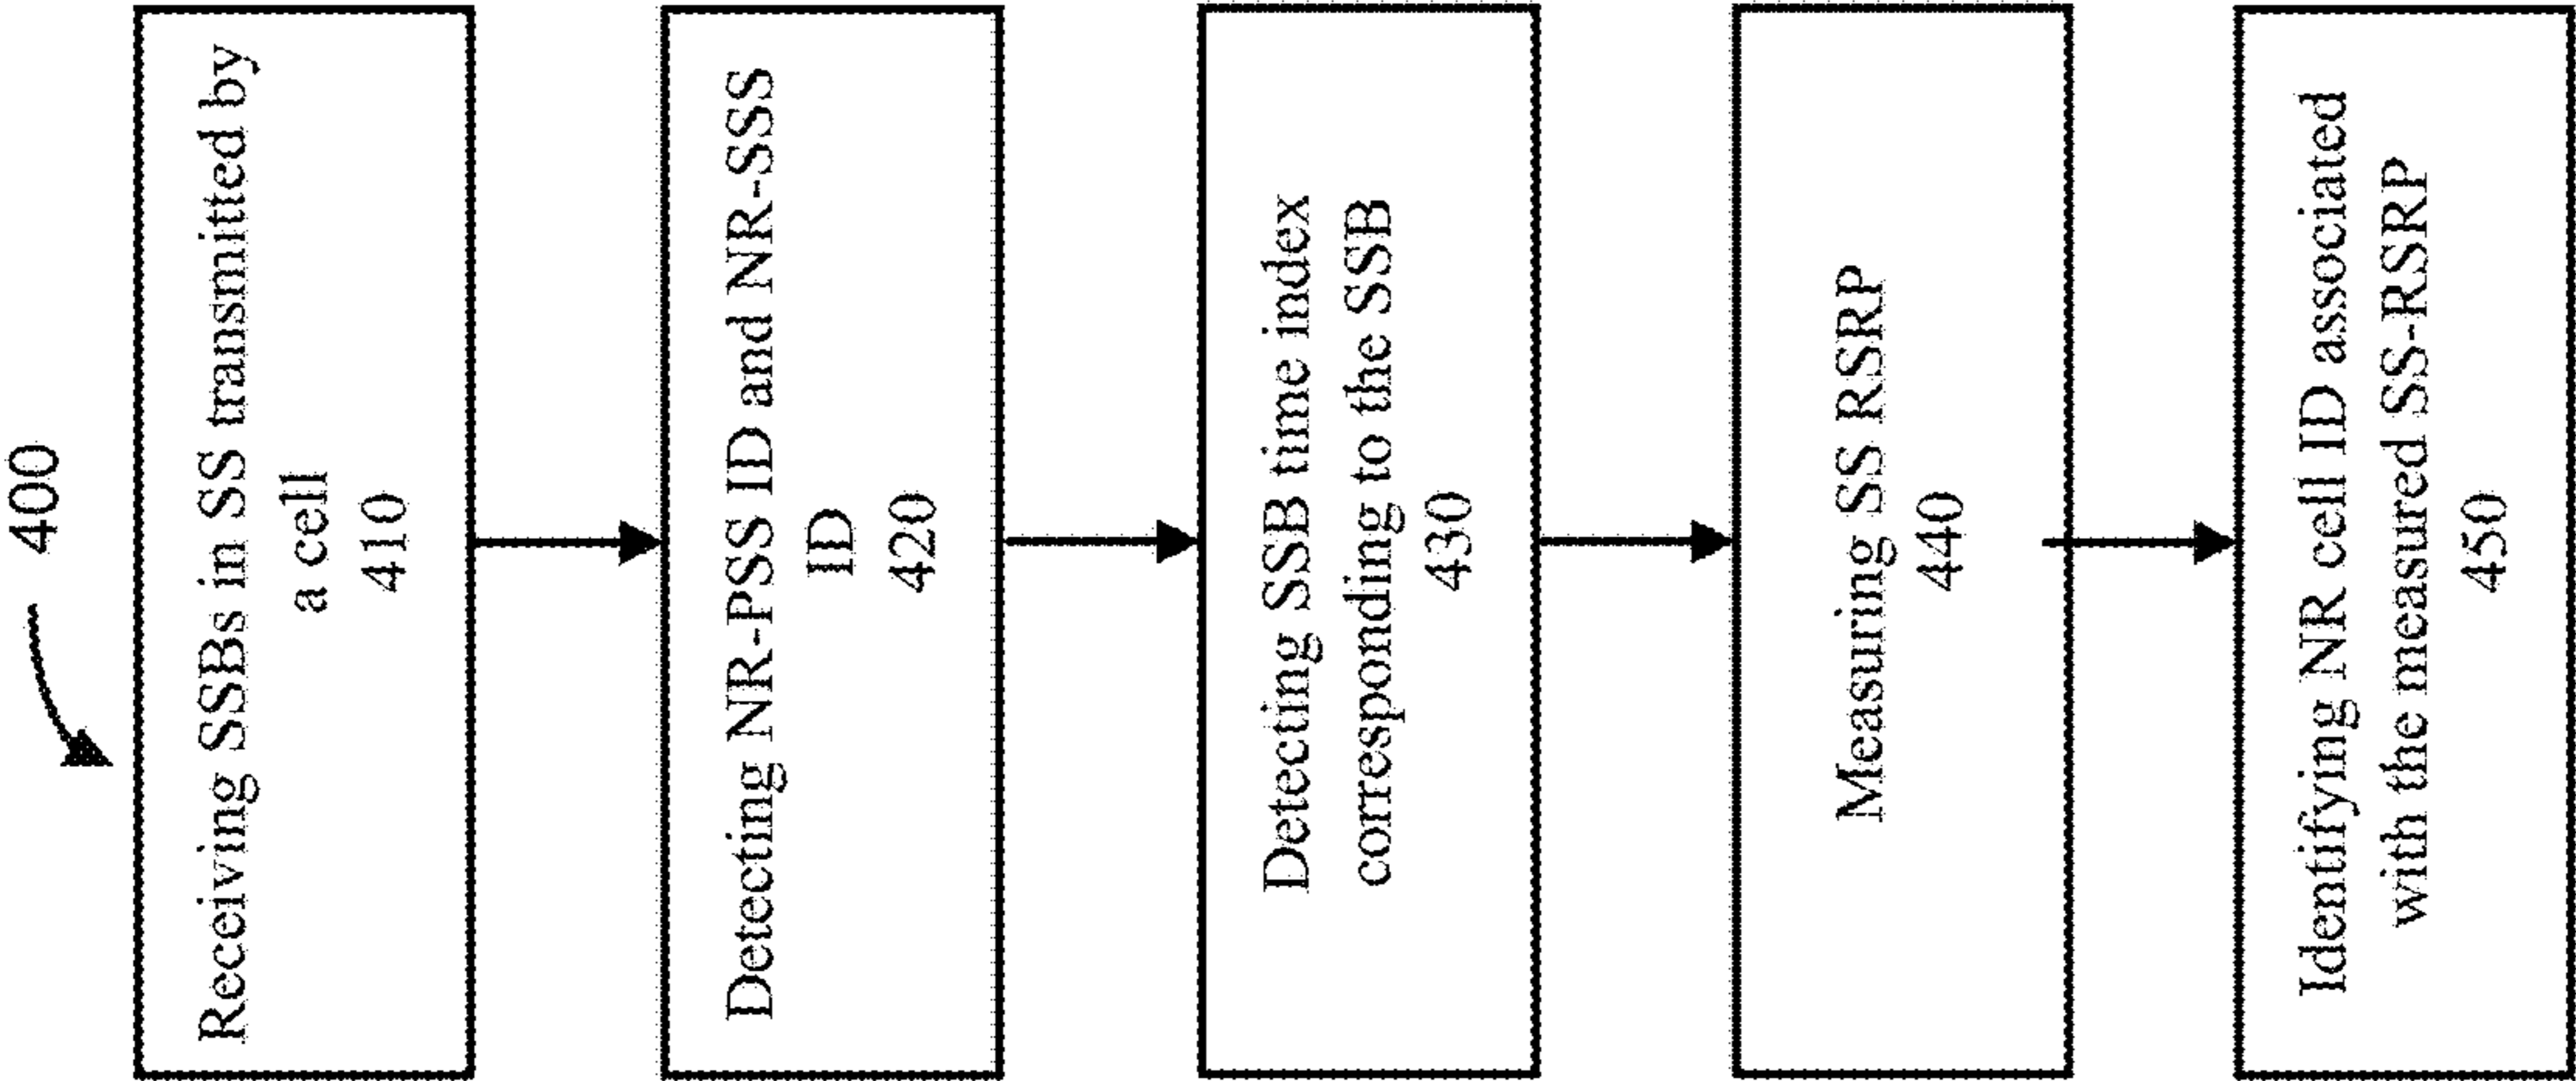 400
Receiving SSBs in SS transmitted by
a cell
410
Detecting NR-PSS ID and NR-SSS
ID
420
Detecting SSB time index
corresponding to the SSB
430
Measuring SS RSRP
440
Identifying NR cell ID associated
with the measured SS-RSRP
450